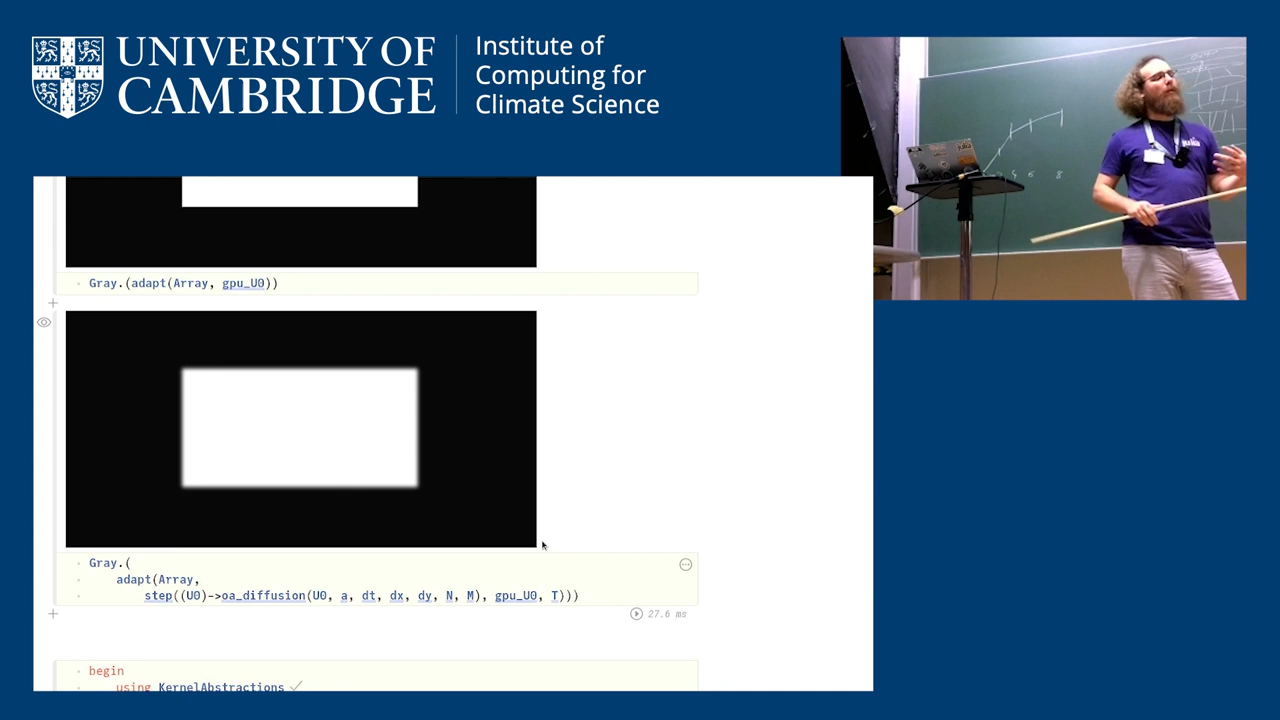 UNIVERSITY OF
CAMBRIDGE
Institute of
Computing for
Climate Science
Gray.(adapt(Array, gpu_U0))
Gray.(
adapt(Array,
step((U0)->oa_diffusion(U0, a, dt, dx, dy, N, M), gpu_U0, T)))
27.6 ms
begin
using KernelAbstractions